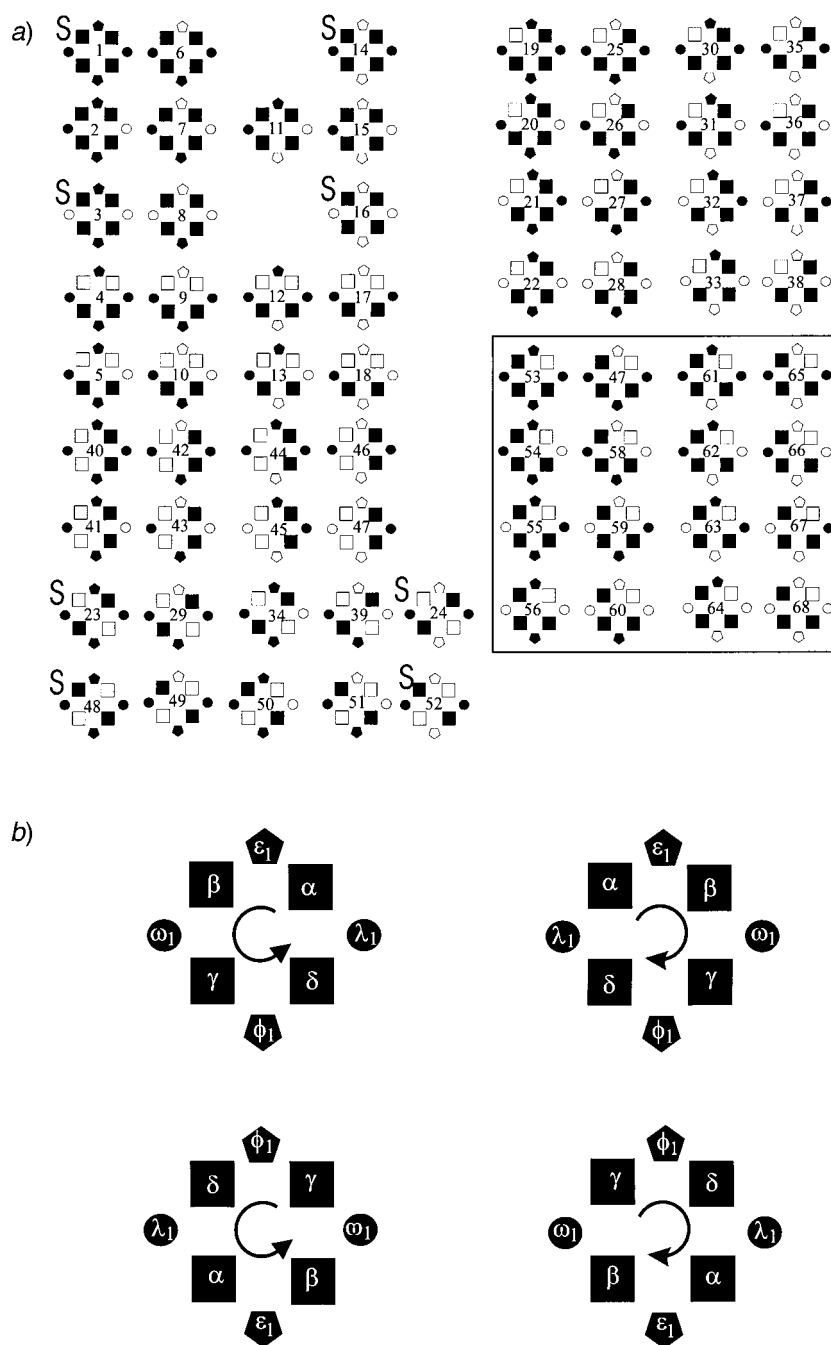 a)
S 1 6 S 14 19 25 30 35
2 7 11 15 20 26 31 36
S 3 8 S 16 21 27 32 37
4 9 12 17 22 28 33 38
5 10 13 18 53 47 61 65
40 42 44 46 54 58 62 66
41 43 45 47 55 59 63 67
S 23 29 34 39 S 24 56 60 64 68
S 48 49 50 51 S 52
b)
ε₁ ε₁
β α α β
ω₁ λ₁ λ₁ ω₁
γ δ δ γ
ϕ₁ ϕ₁
ϕ₁ ϕ₁
δ γ γ δ
λ₁ ω₁ ω₁ λ₁
α β β α
ε₁ ε₁